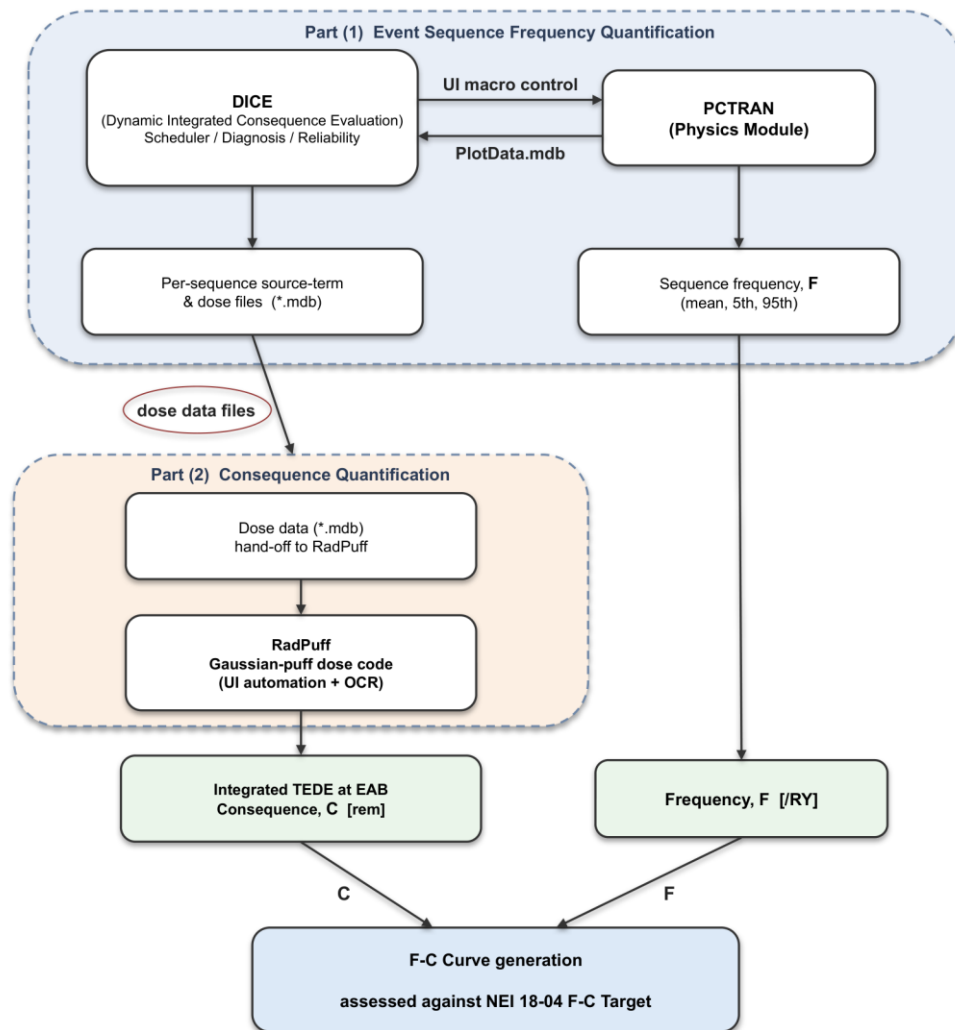 Part (1) Event Sequence Frequency Quantification
DICE
(Dynamic Integrated Consequence Evaluation)
Scheduler / Diagnosis / Reliability
UI macro control
PlotData.mdb
PCTRAN
(Physics Module)
Per-sequence source-term
& dose files (*.mdb)
Sequence frequency, F
(mean, 5th, 95th)
dose data files
Part (2) Consequence Quantification
Dose data (*.mdb)
hand-off to RadPuff
RadPuff
Gaussian-puff dose code
(UI automation + OCR)
Integrated TEDE at EAB
Consequence, C [rem]
Frequency, F [/RY]
C
F
F-C Curve generation
assessed against NEI 18-04 F-C Target